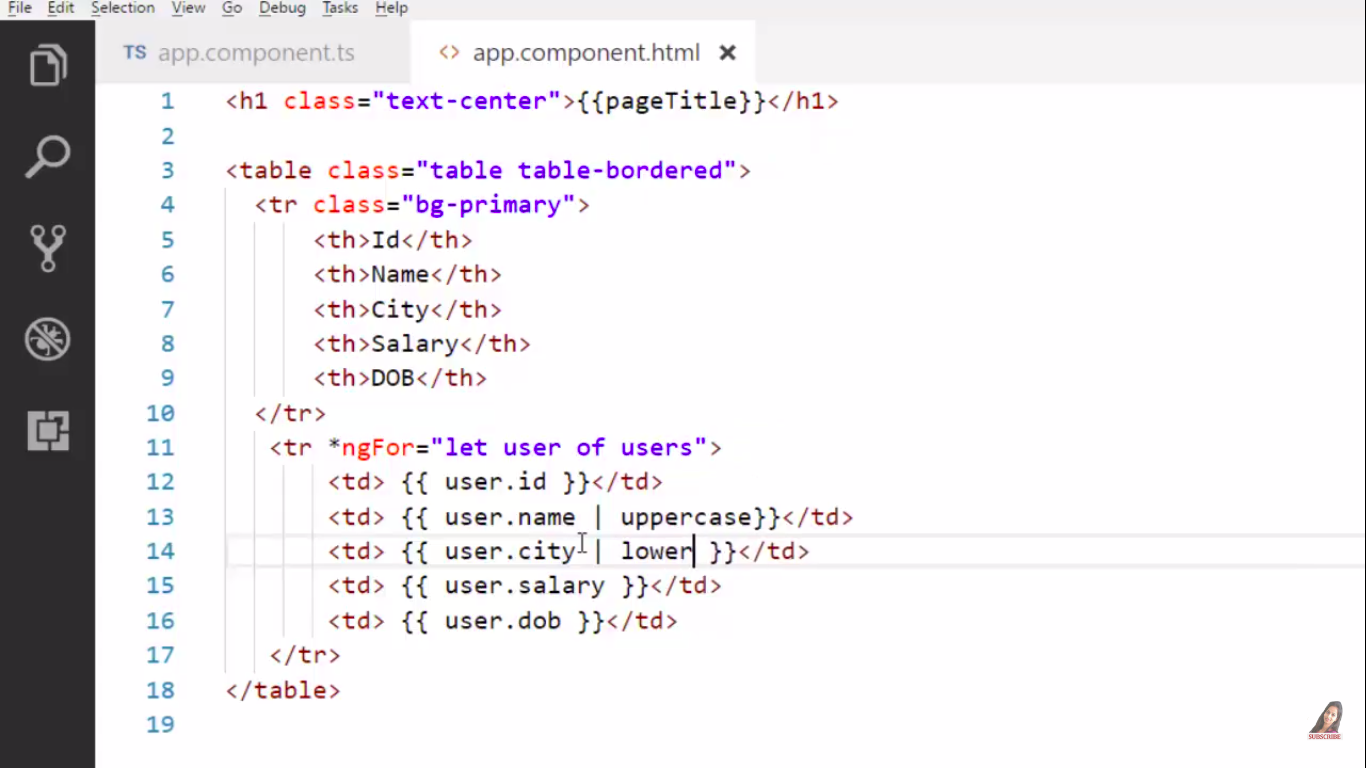 File Edit Selection View Go Debug Tasks Help
TS app.component.ts <> app.component.html
1 <h1 class="text-center">{{pageTitle}}</h1>
2
3 <table class="table table-bordered">
4 <tr class="bg-primary">
5 <th>Id</th>
6 <th>Name</th>
7 <th>City</th>
8 <th>Salary</th>
9 <th>DOB</th>
10 </tr>
11 <tr *ngFor="let user of users">
12 <td> {{ user.id }}</td>
13 <td> {{ user.name | uppercase}}</td>
14 <td> {{ user.city | lower }}</td>
15 <td> {{ user.salary }}</td>
16 <td> {{ user.dob }}</td>
17 </tr>
18 </table>
19
SUBSCRIBE